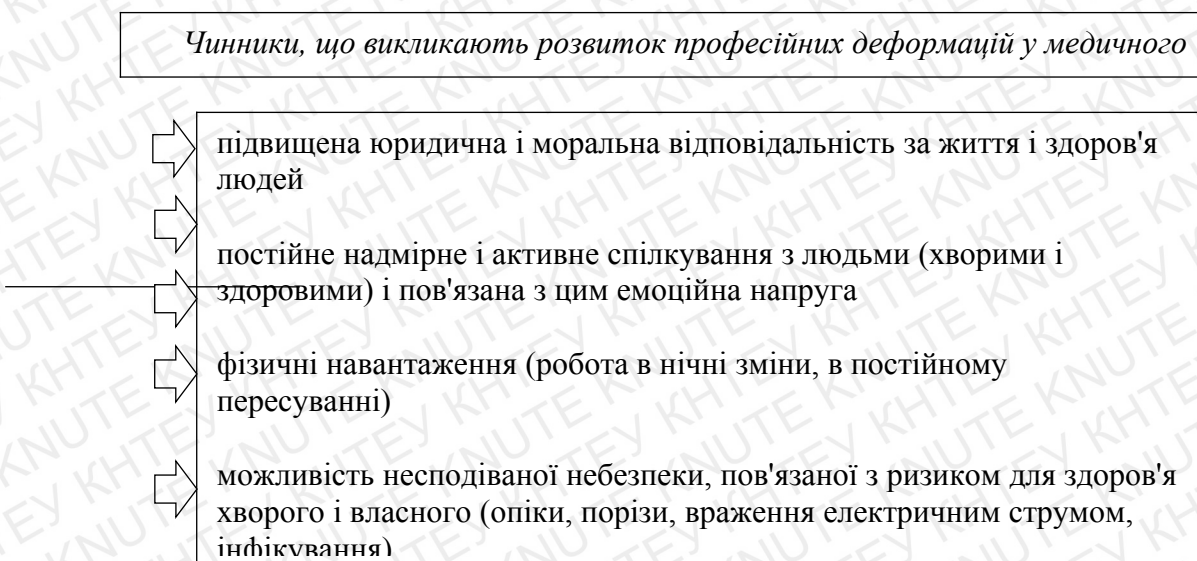 Чинники, що викликають розвиток професійних деформацій у медичного
підвищена юридична і моральна відповідальність за життя і здоров'я
людей
постійне надмірне і активне спілкування з людьми (хворими і
здоровими) і пов'язана з цим емоційна напруга
фізичні навантаження (робота в нічні зміни, в постійному
пересуванні)
можливість несподіваної небезпеки, пов'язаної з ризиком для здоров'я
хворого і власного (опіки, порізи, враження електричним струмом,
інфікування)